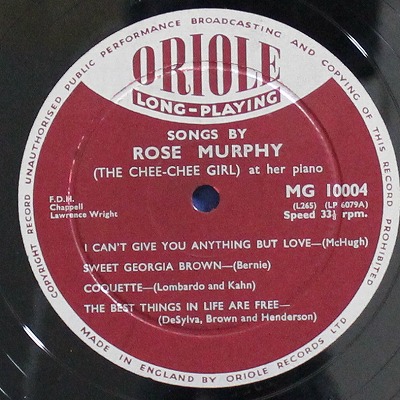 COPYRIGHT RECORD UNAUTHORISED PUBLIC PERFORMANCE BROADCASTING AND COPYING OF THIS RECORD PROHIBITED
ORIOLE
LONG-PLAYING
SONGS BY
ROSE MURPHY
(THE CHEE-CHEE GIRL) at her piano
F.D.H.
Chappell
Lawrence Wright
MG 10004
(L265) (LP 6079A)
Speed 33⅓ rpm.
I CAN'T GIVE YOU ANYTHING BUT LOVE—(McHugh)
SWEET GEORGIA BROWN—(Bernie)
COQUETTE—(Lombardo and Kahn)
THE BEST THINGS IN LIFE ARE FREE—
(DeSylva, Brown and Henderson)
MADE IN ENGLAND BY ORIOLE RECORDS LTD